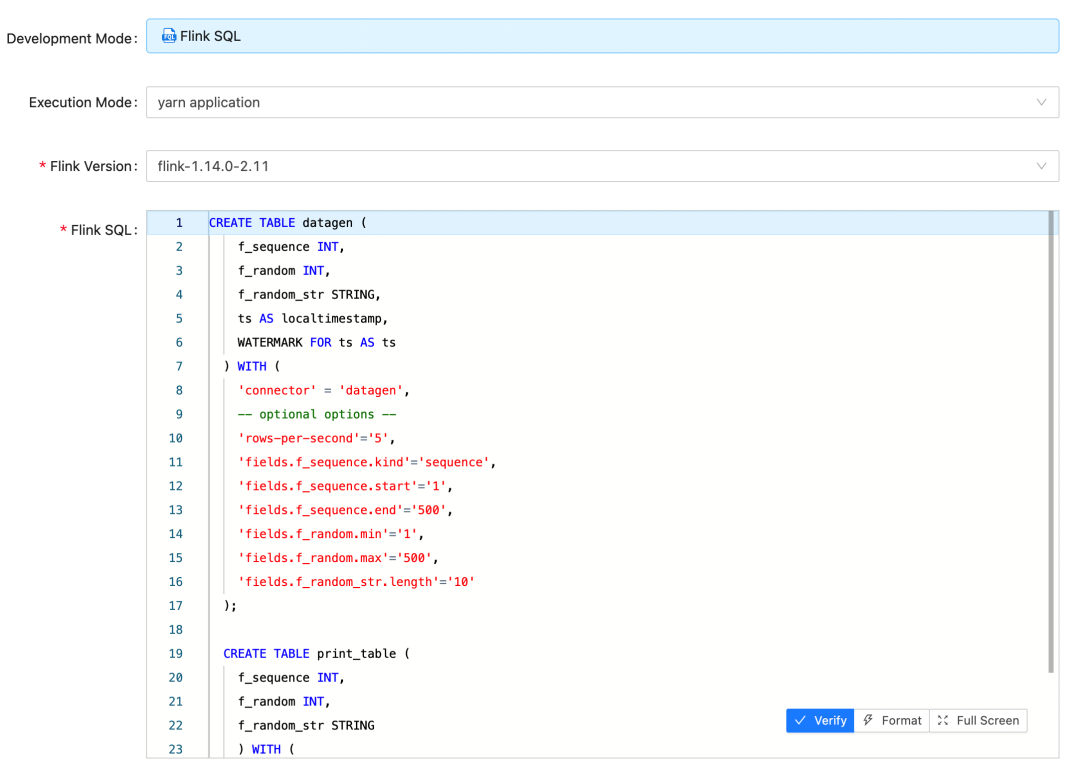 Development Mode: SQL Flink SQL
Execution Mode: yarn application
* Flink Version: flink-1.14.0-2.11
* Flink SQL:
1 CREATE TABLE datagen (
2 f_sequence INT,
3 f_random INT,
4 f_random_str STRING,
5 ts AS localtimestamp,
6 WATERMARK FOR ts AS ts
7 ) WITH (
8 'connector' = 'datagen',
9 -- optional options --
10 'rows-per-second'='5',
11 'fields.f_sequence.kind'='sequence',
12 'fields.f_sequence.start'='1',
13 'fields.f_sequence.end'='500',
14 'fields.f_random.min'='1',
15 'fields.f_random.max'='500',
16 'fields.f_random_str.length'='10'
17 );
18
19 CREATE TABLE print_table (
20 f_sequence INT,
21 f_random INT,
22 f_random_str STRING
23 ) WITH (
Verify Format Full Screen